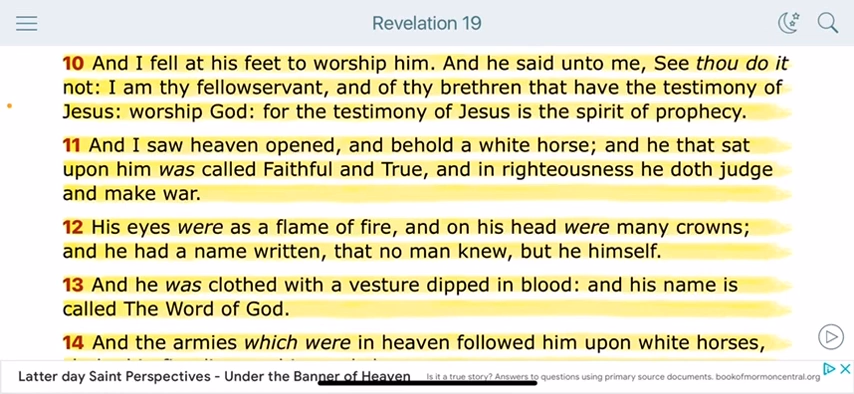 Revelation 19
10 And I fell at his feet to worship him. And he said unto me, See thou do it
not: I am thy fellowservant, and of thy brethren that have the testimony of
Jesus: worship God: for the testimony of Jesus is the spirit of prophecy.
11 And I saw heaven opened, and behold a white horse; and he that sat
upon him was called Faithful and True, and in righteousness he doth judge
and make war.
12 His eyes were as a flame of fire, and on his head were many crowns;
and he had a name written, that no man knew, but he himself.
13 And he was clothed with a vesture dipped in blood: and his name is
called The Word of God.
14 And the armies which were in heaven followed him upon white horses,
Latter day Saint Perspectives - Under the Banner of Heaven Is it a true story? Answers to questions using primary source documents. bookofmormoncentral.org